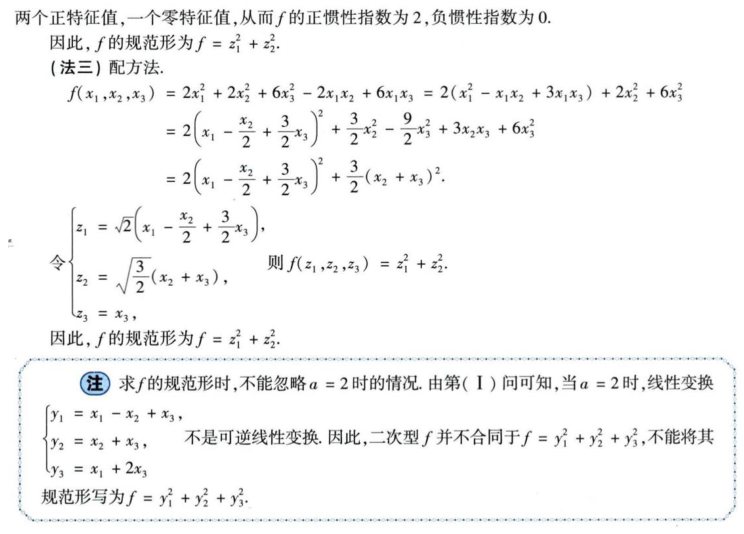 两个正特征值,一个零特征值,从而f的正惯性指数为2,负惯性指数为0.
因此,f的规范形为f = z₁² + z₂².
(法三) 配方法.
f(x₁,x₂,x₃) = 2x₁² + 2x₂² + 6x₃² − 2x₁x₂ + 6x₁x₃ = 2(x₁² − x₁x₂ + 3x₁x₃) + 2x₂² + 6x₃²
= 2(x₁ − x₂/2 + 3/2 x₃)² + 3/2 x₂² − 9/2 x₃² + 3x₂x₃ + 6x₃²
= 2(x₁ − x₂/2 + 3/2 x₃)² + 3/2 (x₂ + x₃)².
令 { z₁ = √2(x₁ − x₂/2 + 3/2 x₃),
z₂ = √(3/2) (x₂ + x₃), 则f(z₁,z₂,z₃) = z₁² + z₂².
z₃ = x₃,
因此,f的规范形为f = z₁² + z₂².
注 求f的规范形时,不能忽略a = 2时的情况. 由第(Ⅰ)问可知,当a = 2时,线性变换
{ y₁ = x₁ − x₂ + x₃,
y₂ = x₂ + x₃, 不是可逆线性变换. 因此,二次型f并不合同于f = y₁² + y₂² + y₃²,不能将其
y₃ = x₁ + 2x₃
规范形写为f = y₁² + y₂² + y₃².